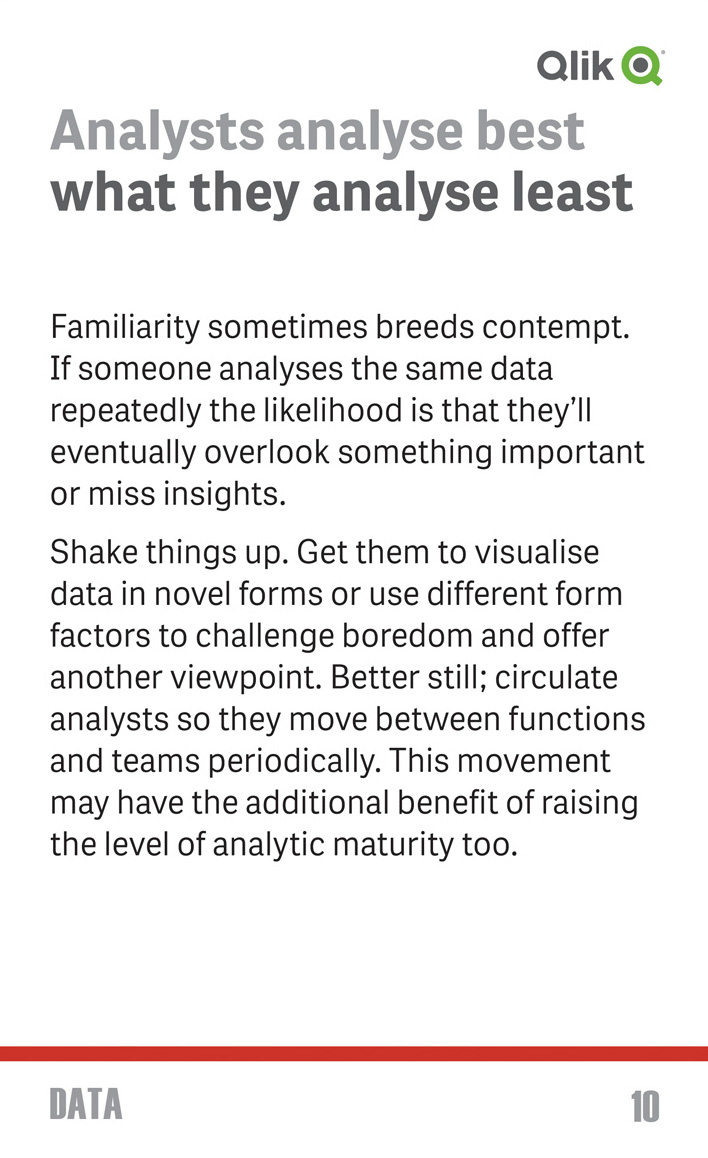 Qlik
Analysts analyse best
what they analyse least
Familiarity sometimes breeds contempt.
If someone analyses the same data
repeatedly the likelihood is that they’ll
eventually overlook something important
or miss insights.
Shake things up. Get them to visualise
data in novel forms or use different form
factors to challenge boredom and offer
another viewpoint. Better still; circulate
analysts so they move between functions
and teams periodically. This movement
may have the additional benefit of raising
the level of analytic maturity too.
DATA
10